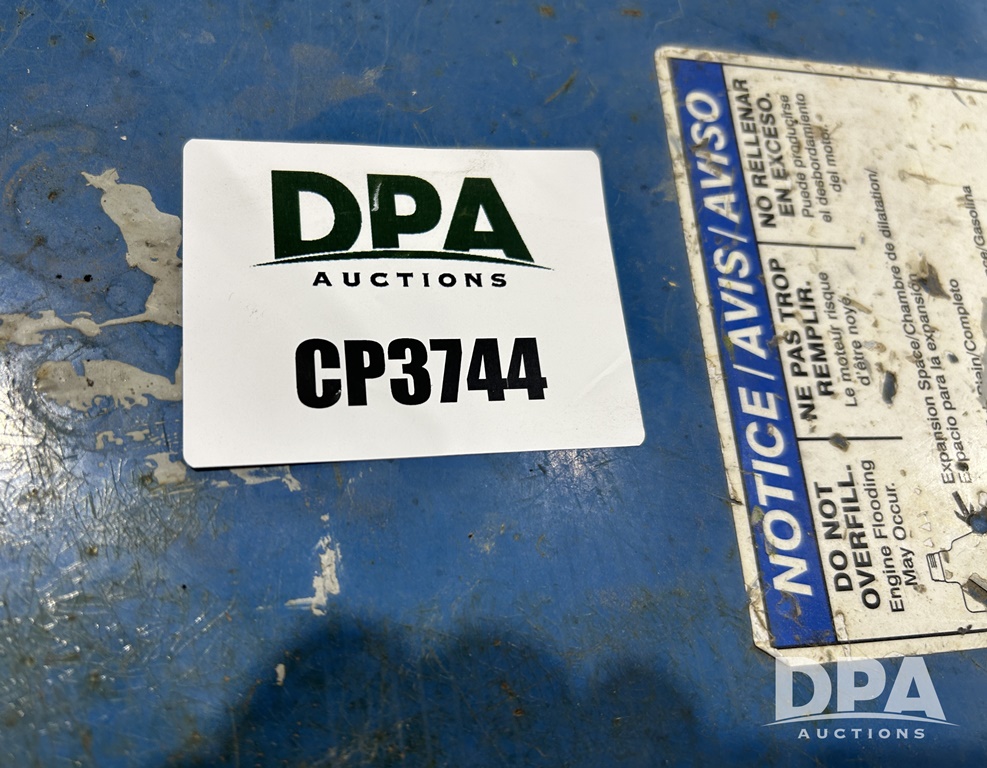 DPA
AUCTIONS
CP3744
NOTICE/AVIS/AVISO
DO NOT
OVERFILL.
Engine Flooding
May Occur.
NE PAS TROP
REMPLIR.
Le moteur risque
d'être noyé.
NO RELLENAR
EN EXCESO.
Puede producirse
el desbordamiento
del motor.
Expansion Space/Chambre de dilatation/
Espacio para la expansión
/Completo
/Gasolina
DPA
AUCTIONS